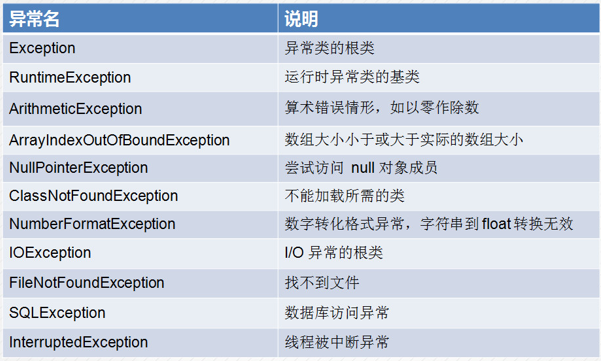 异常名 说明
Exception 异常类的根类
RuntimeException 运行时异常类的基类
ArithmeticException 算术错误情形，如以零作除数
ArrayIndexOutOfBoundException 数组大小小于或大于实际的数组大小
NullPointerException 尝试访问 null 对象成员
ClassNotFoundException 不能加载所需的类
NumberFormatException 数字转化格式异常，字符串到 float 转换无效
IOException I/O 异常的根类
FileNotFoundException 找不到文件
SQLException 数据库访问异常
InterruptedException 线程被中断异常